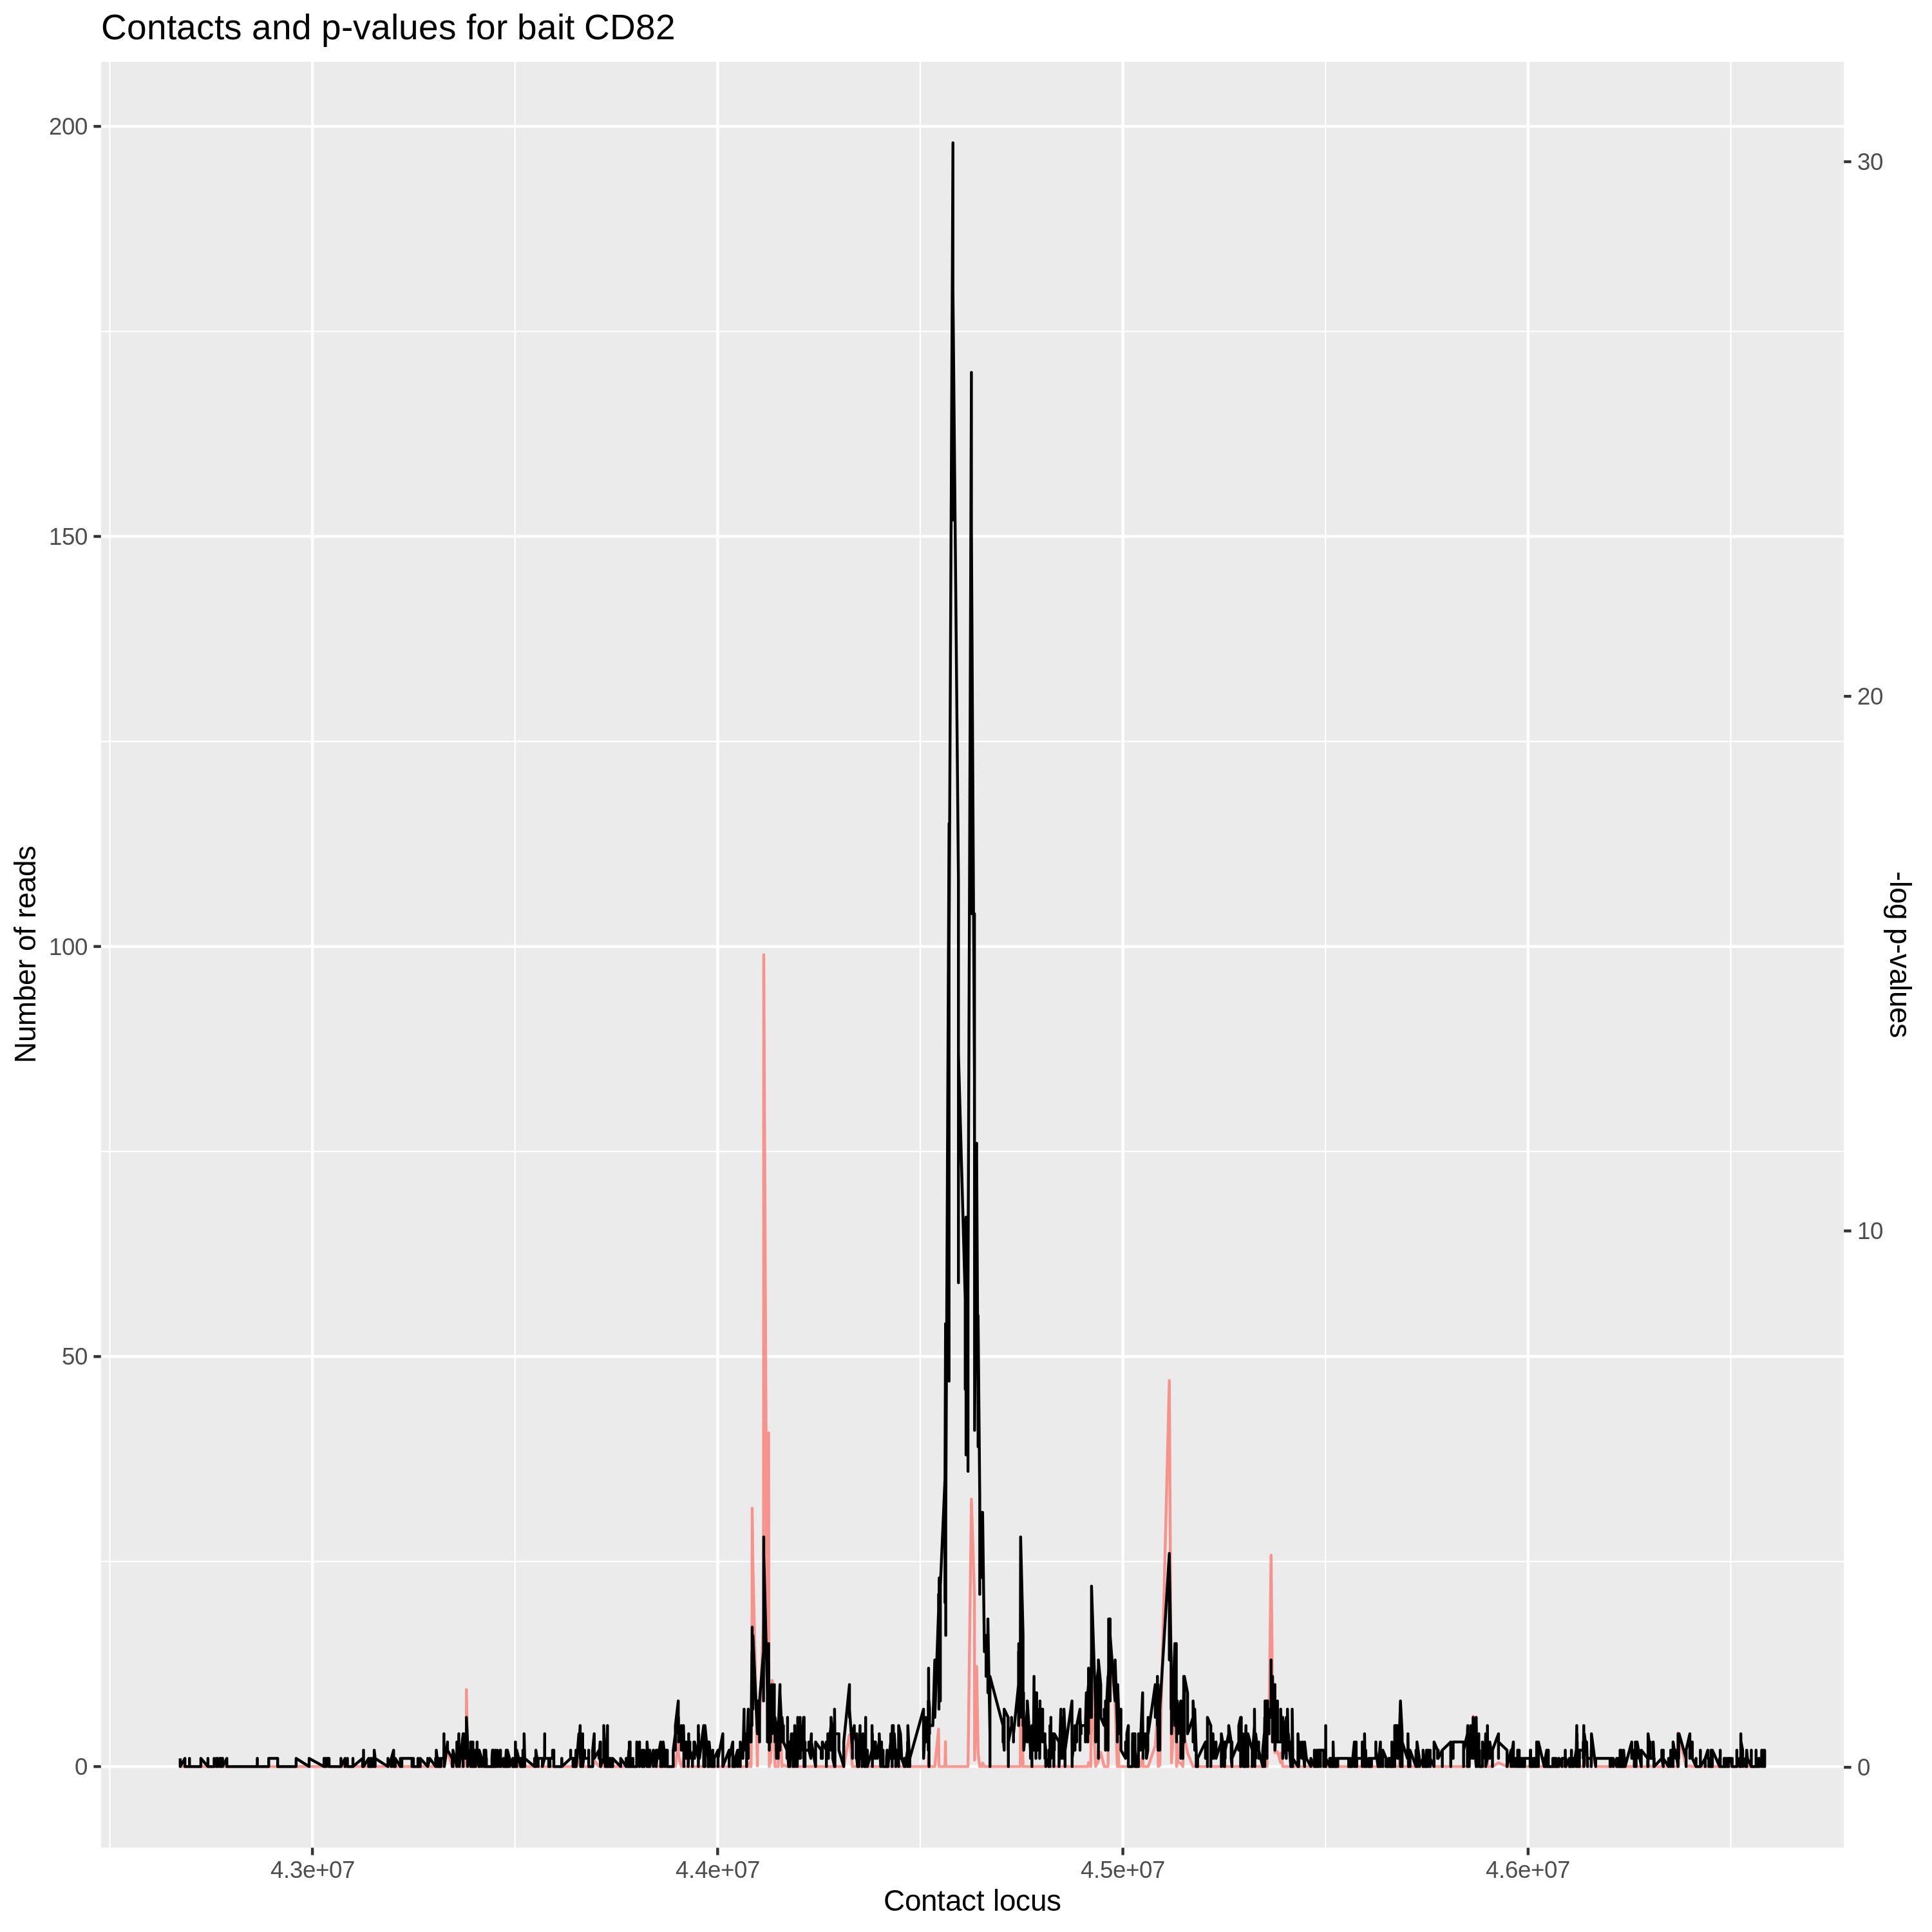 Contacts and p-values for bait CD82
200
150
100
50
0
Number of reads
30
20
10
0
-log p-values
4.3e+07
4.4e+07
4.5e+07
4.6e+07
Contact locus